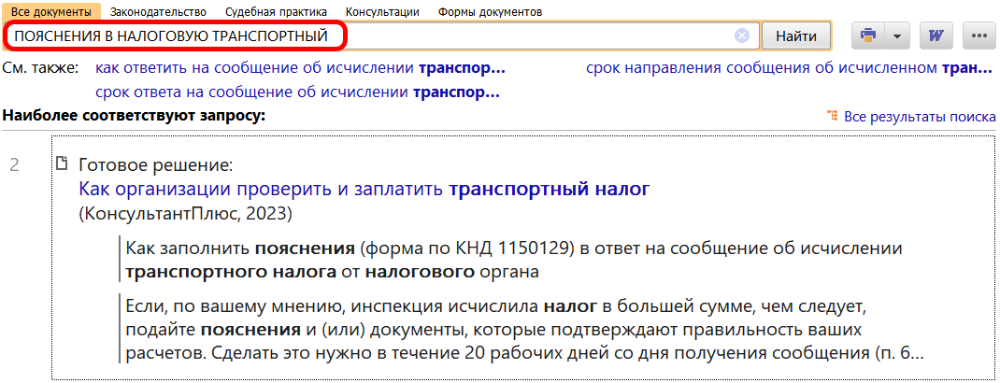 Все документы Законодательство Судебная практика Консультации Формы документов
ПОЯСНЕНИЯ В НАЛОГОВУЮ ТРАНСПОРТНЫЙ Найти W
См. также: как ответить на сообщение об исчислении транспор... срок направления сообщения об исчисленном тран...
срок ответа на сообщение об исчислении транспор...
Наиболее соответствуют запросу: Все результаты поиска
2 Готовое решение:
Как организации проверить и заплатить транспортный налог
(КонсультантПлюс, 2023)
Как заполнить пояснения (форма по КНД 1150129) в ответ на сообщение об исчислении
транспортного налога от налогового органа
Если, по вашему мнению, инспекция исчислила налог в большей сумме, чем следует,
подайте пояснения и (или) документы, которые подтверждают правильность ваших
расчетов. Сделать это нужно в течение 20 рабочих дней со дня получения сообщения (п. 6...